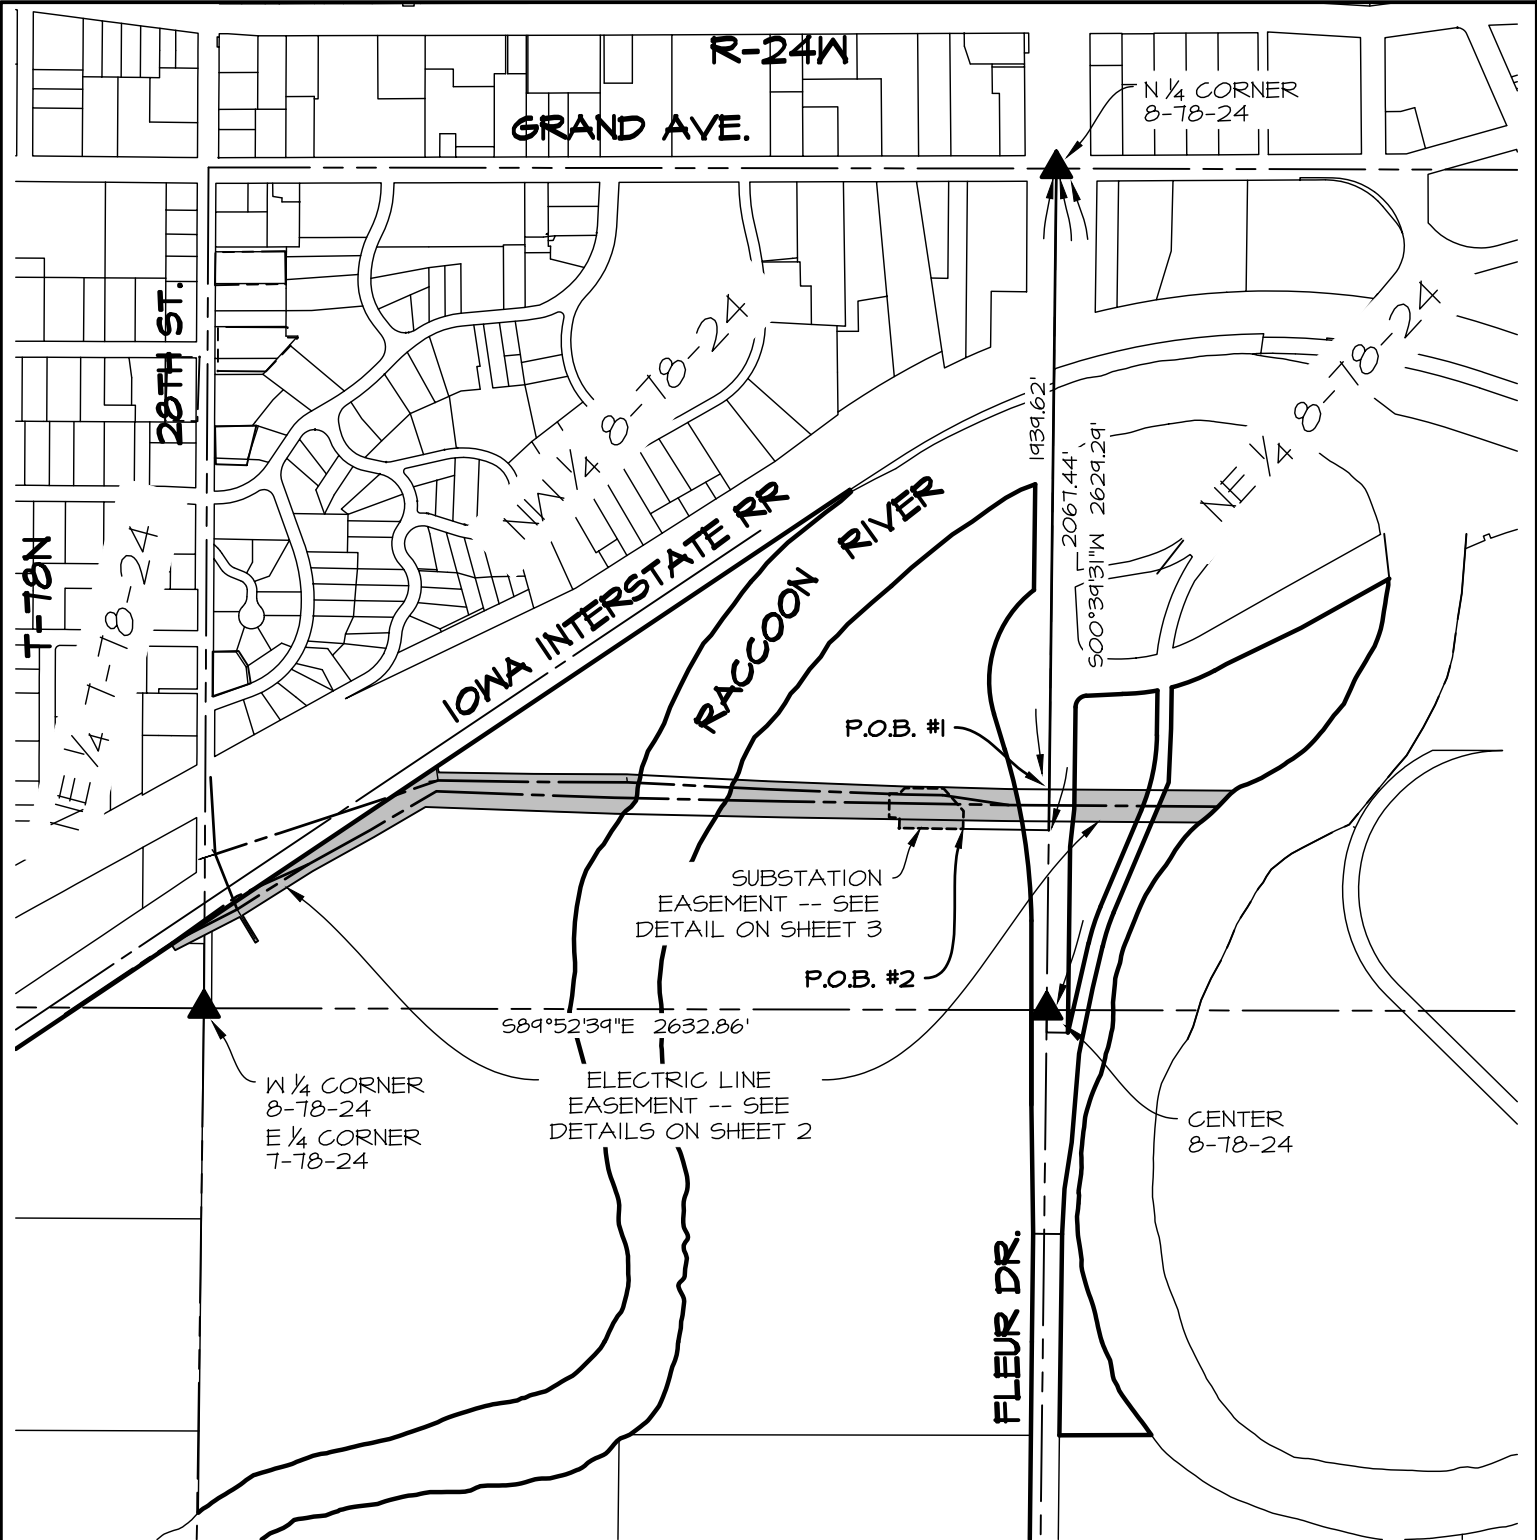 R-24W
N ¼ CORNER
8-78-24
GRAND AVE.
28TH ST.
NW ¼ 8-78-24
NE ¼ 8-78-24
1939.62'
2067.44'
S00°39'31"W 2629.29'
T-78N
NE ¼ 7-78-24
IOWA INTERSTATE RR
RACCOON RIVER
P.O.B. #1
SUBSTATION
EASEMENT -- SEE
DETAIL ON SHEET 3
P.O.B. #2
S89°52'39"E 2632.86'
W ¼ CORNER
8-78-24
E ¼ CORNER
7-78-24
ELECTRIC LINE
EASEMENT -- SEE
DETAILS ON SHEET 2
CENTER
8-78-24
FLEUR DR.